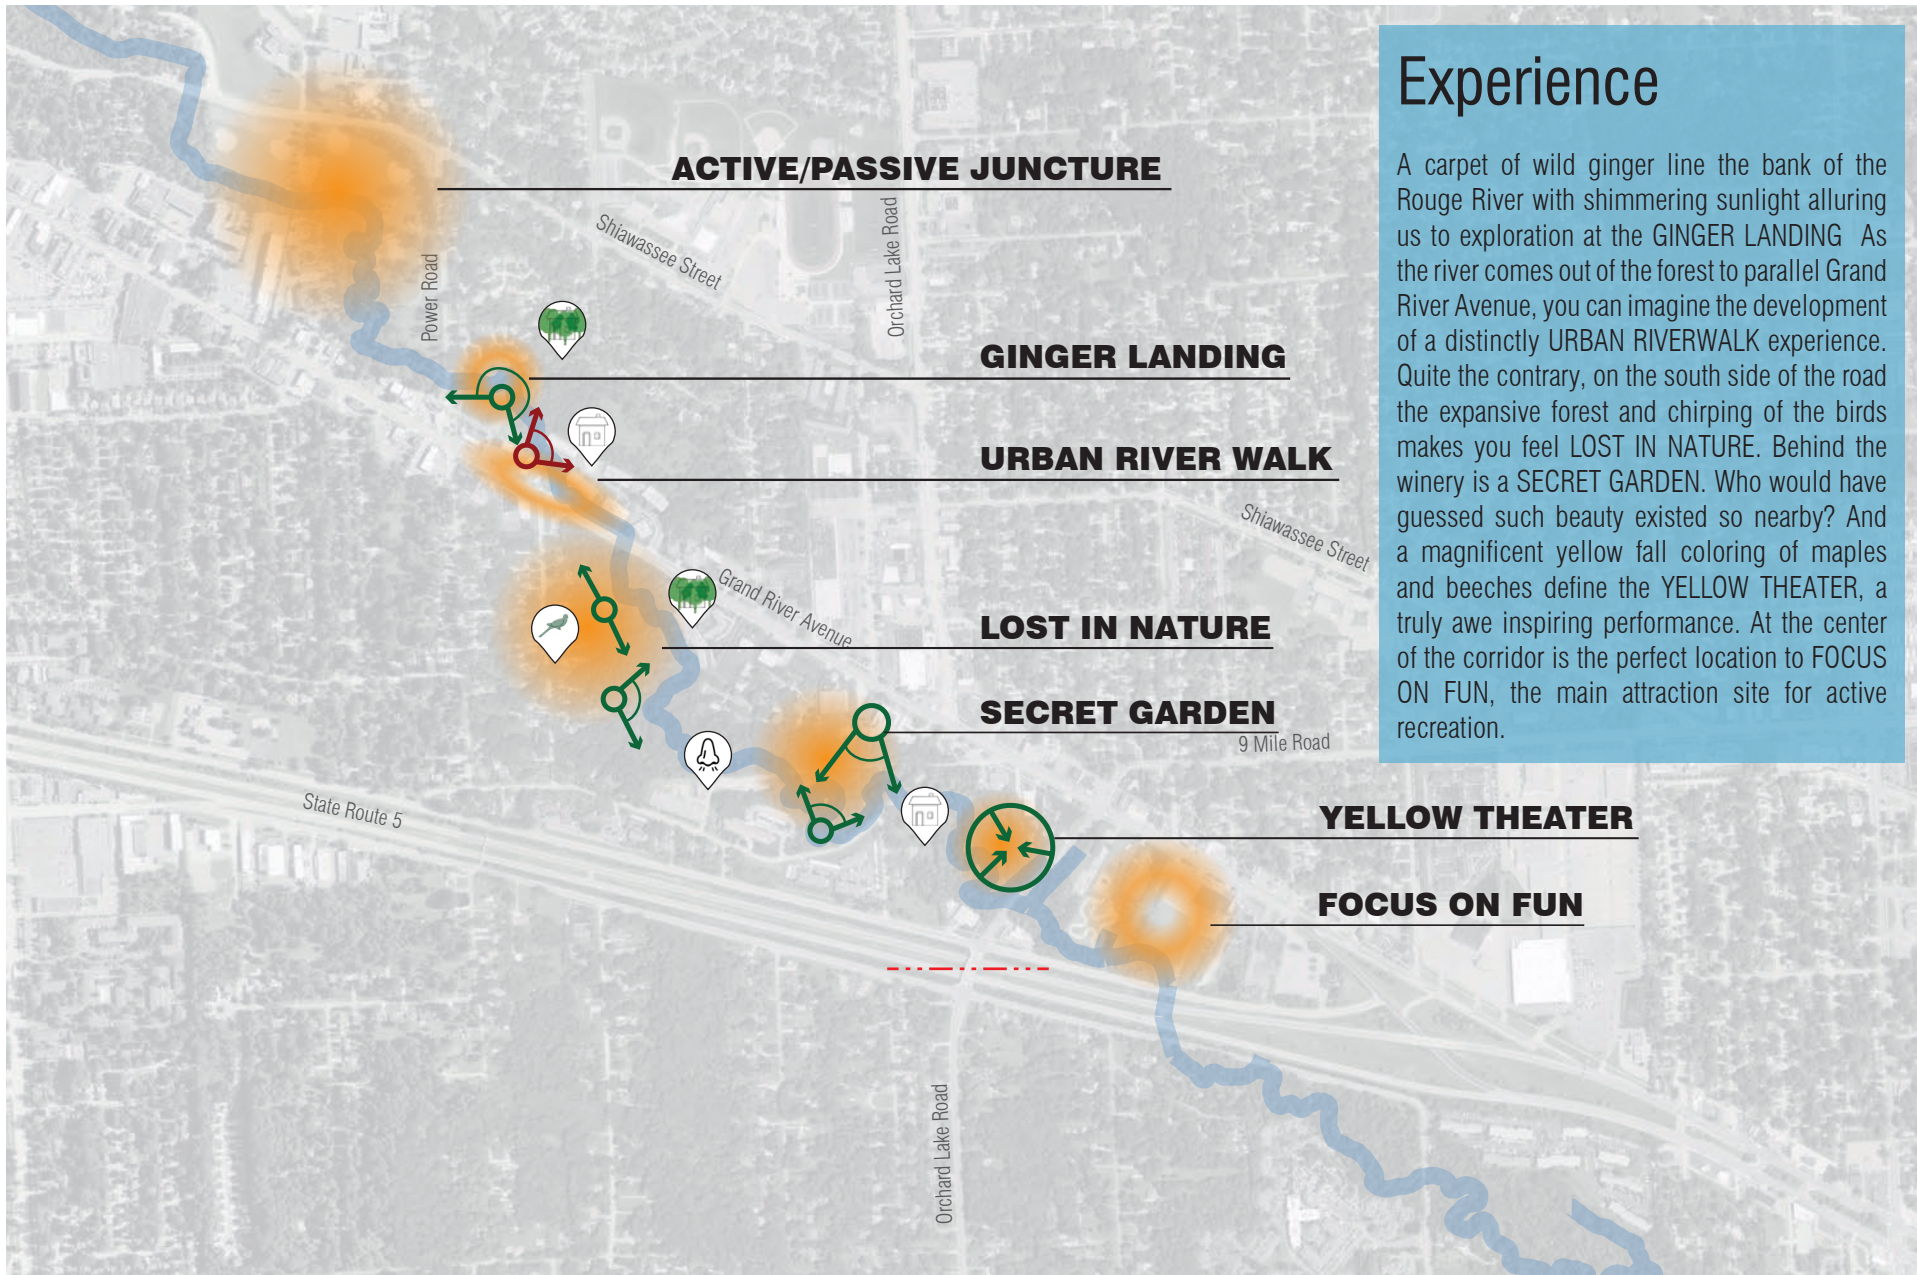 Experience
A carpet of wild ginger line the bank of the
Rouge River with shimmering sunlight alluring
us to exploration at the GINGER LANDING As
the river comes out of the forest to parallel Grand
River Avenue, you can imagine the development
of a distinctly URBAN RIVERWALK experience.
Quite the contrary, on the south side of the road
the expansive forest and chirping of the birds
makes you feel LOST IN NATURE. Behind the
winery is a SECRET GARDEN. Who would have
guessed such beauty existed so nearby? And
a magnificent yellow fall coloring of maples
and beeches define the YELLOW THEATER, a
truly awe inspiring performance. At the center
of the corridor is the perfect location to FOCUS
ON FUN, the main attraction site for active
recreation.
ACTIVE/PASSIVE JUNCTURE
Shiawassee Street
Orchard Lake Road
Power Road
GINGER LANDING
URBAN RIVER WALK
Shiawassee Street
Grand River Avenue
LOST IN NATURE
SECRET GARDEN
9 Mile Road
State Route 5
YELLOW THEATER
FOCUS ON FUN
Orchard Lake Road